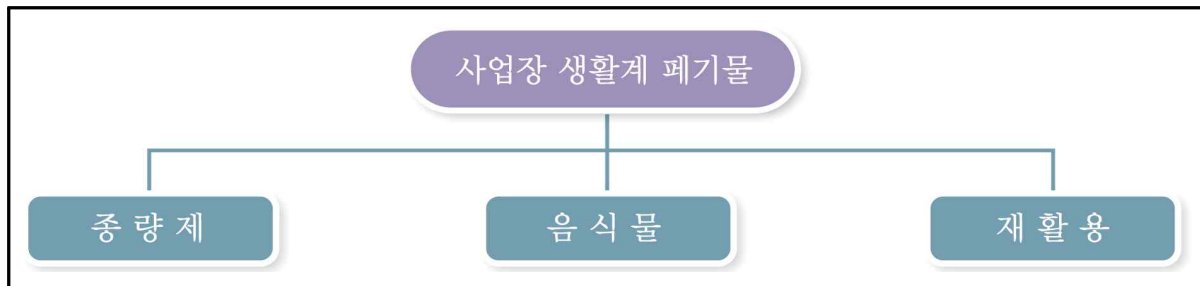 사업장 생활계 폐기물
종 량 제
음 식 물
재 활 용